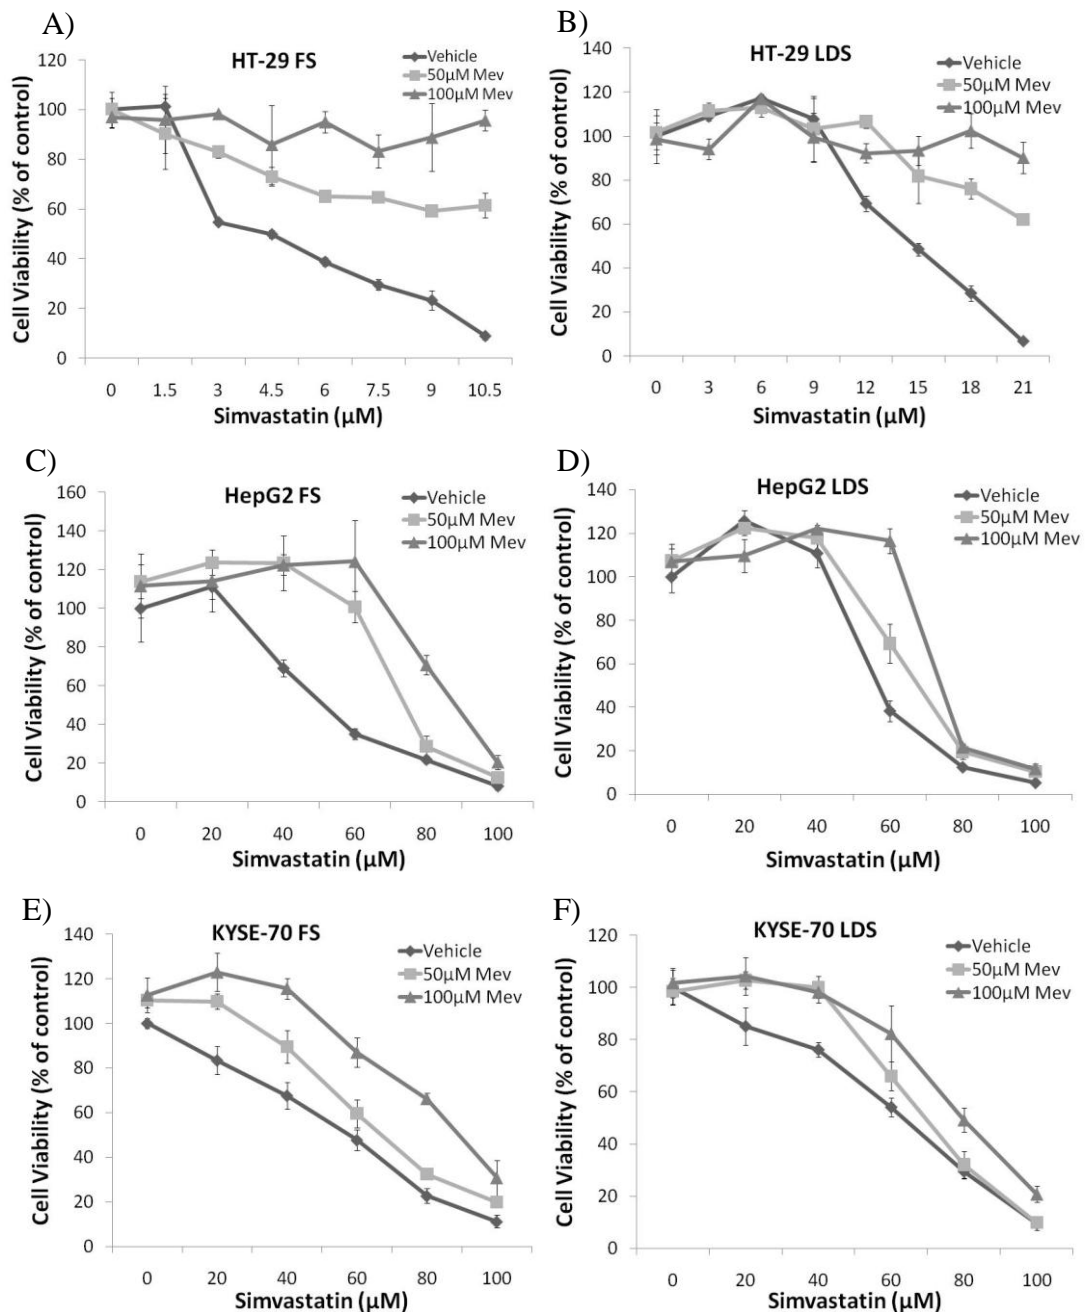 A)
HT-29 FS
Vehicle
50µM Mev
100µM Mev
Cell Viability (% of control)
120
100
80
60
40
20
0
0 1.5 3 4.5 6 7.5 9 10.5
Simvastatin (µM)
B)
HT-29 LDS
Vehicle
50µM Mev
100µM Mev
Cell Viability (% of control)
140
120
100
80
60
40
20
0
0 3 6 9 12 15 18 21
Simvastatin (µM)
C)
HepG2 FS
Vehicle
50µM Mev
100µM Mev
Cell Viability (% of control)
160
140
120
100
80
60
40
20
0
0 20 40 60 80 100
Simvastatin (µM)
D)
HepG2 LDS
Vehicle
50µM Mev
100µM Mev
Cell Viability (% of control)
140
120
100
80
60
40
20
0
0 20 40 60 80 100
Simvastatin (µM)
E)
KYSE-70 FS
Vehicle
50µM Mev
100µM Mev
Cell Viability (% of control)
140
120
100
80
60
40
20
0
0 20 40 60 80 100
Simvastatin (µM)
F)
KYSE-70 LDS
Vehicle
50µM Mev
100µM Mev
Cell Viability (% of control)
120
100
80
60
40
20
0
0 20 40 60 80 100
Simvastatin (µM)